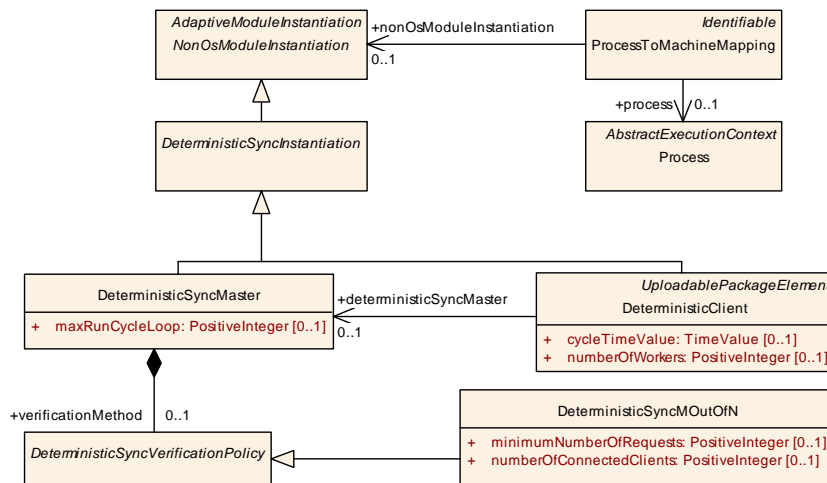 AdaptiveModuleInstantiation
NonOsModuleInstantiation
+nonOsModuleInstantiation
0..1
Identifiable
ProcessToMachineMapping
+process
0..1
AbstractExecutionContext
Process
DeterministicSyncInstantiation
DeterministicSyncMaster
+ maxRunCycleLoop: PositiveInteger [0..1]
+deterministicSyncMaster
0..1
UploadablePackageElement
DeterministicClient
+ cycleTimeValue: TimeValue [0..1]
+ numberOfWorkers: PositiveInteger [0..1]
+verificationMethod
0..1
DeterministicSyncVerificationPolicy
DeterministicSyncMOutOfN
+ minimumNumberOfRequests: PositiveInteger [0..1]
+ numberOfConnectedClients: PositiveInteger [0..1]